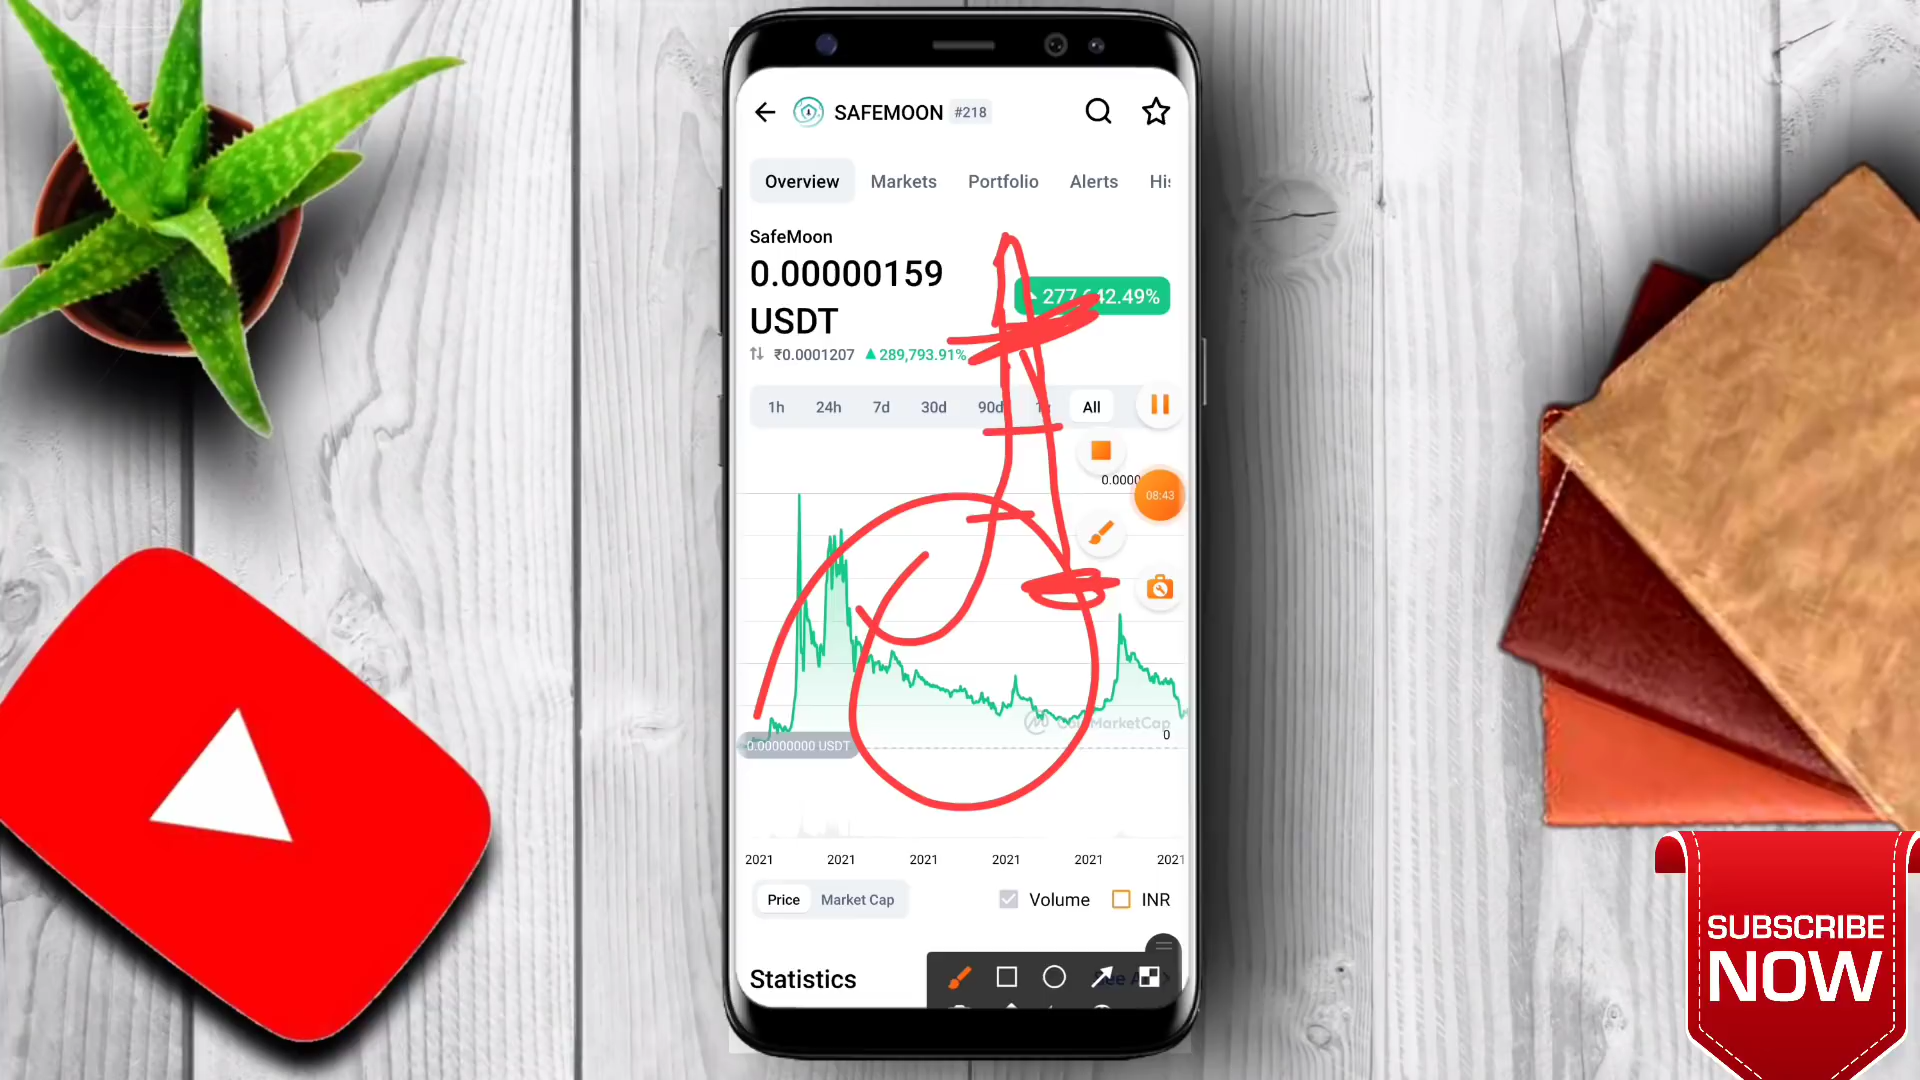 SAFEMOON #218
Overview Markets Portfolio Alerts His
SafeMoon
0.00000159
USDT
₹0.0001207 289,793.91%
1h 24h 7d 30d 90d All
08:43
0.0000
CoinMarketCap
0
0.00000000 USDT
2021 2021 2021 2021 2021 2021
Price Market Cap Volume INR
Statistics
SUBSCRIBE
NOW